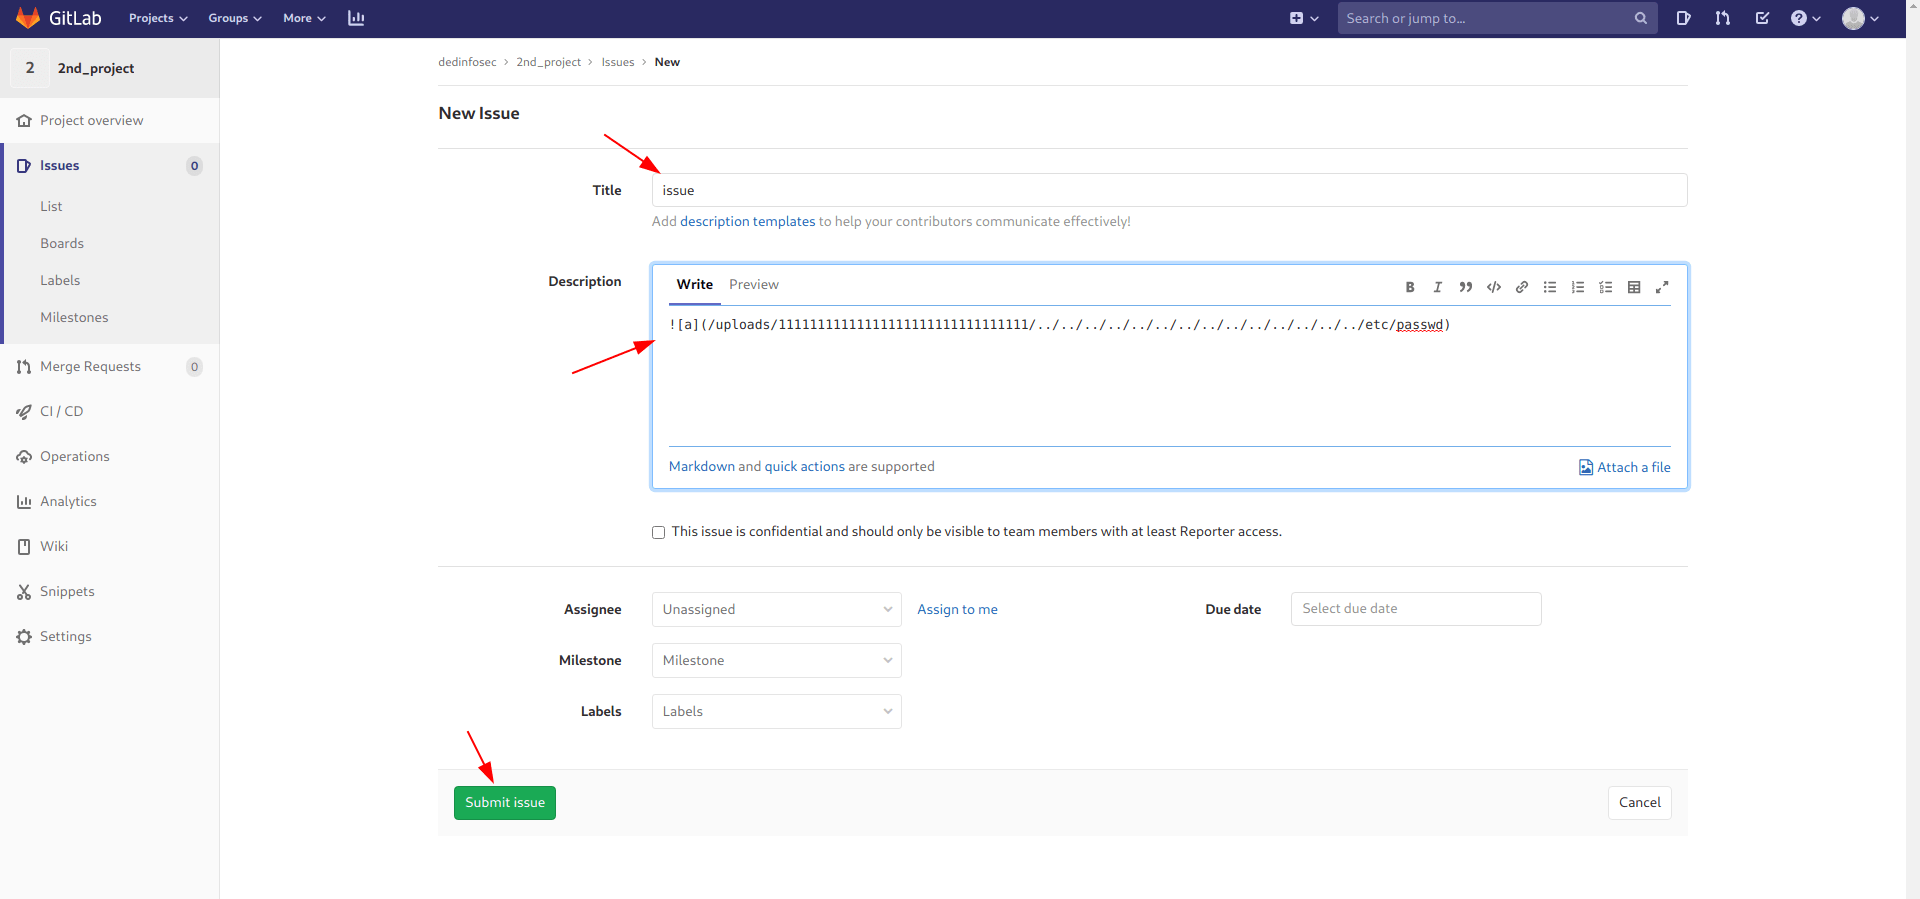 GitLab Projects Groups More Search or jump to...
2 2nd_project
dedinfosec > 2nd_project > Issues > New
Project overview
Issues 0
List
Boards
Labels
Milestones
Merge Requests 0
CI / CD
Operations
Analytics
Wiki
Snippets
Settings
New Issue
Title issue
Add description templates to help your contributors communicate effectively!
Description Write Preview
![a](/uploads/11111111111111111111111111111111/../../../../../../../../../../../../../../etc/passwd)
Markdown and quick actions are supported Attach a file
This issue is confidential and should only be visible to team members with at least Reporter access.
Assignee Unassigned Assign to me Due date Select due date
Milestone Milestone
Labels Labels
Submit issue Cancel